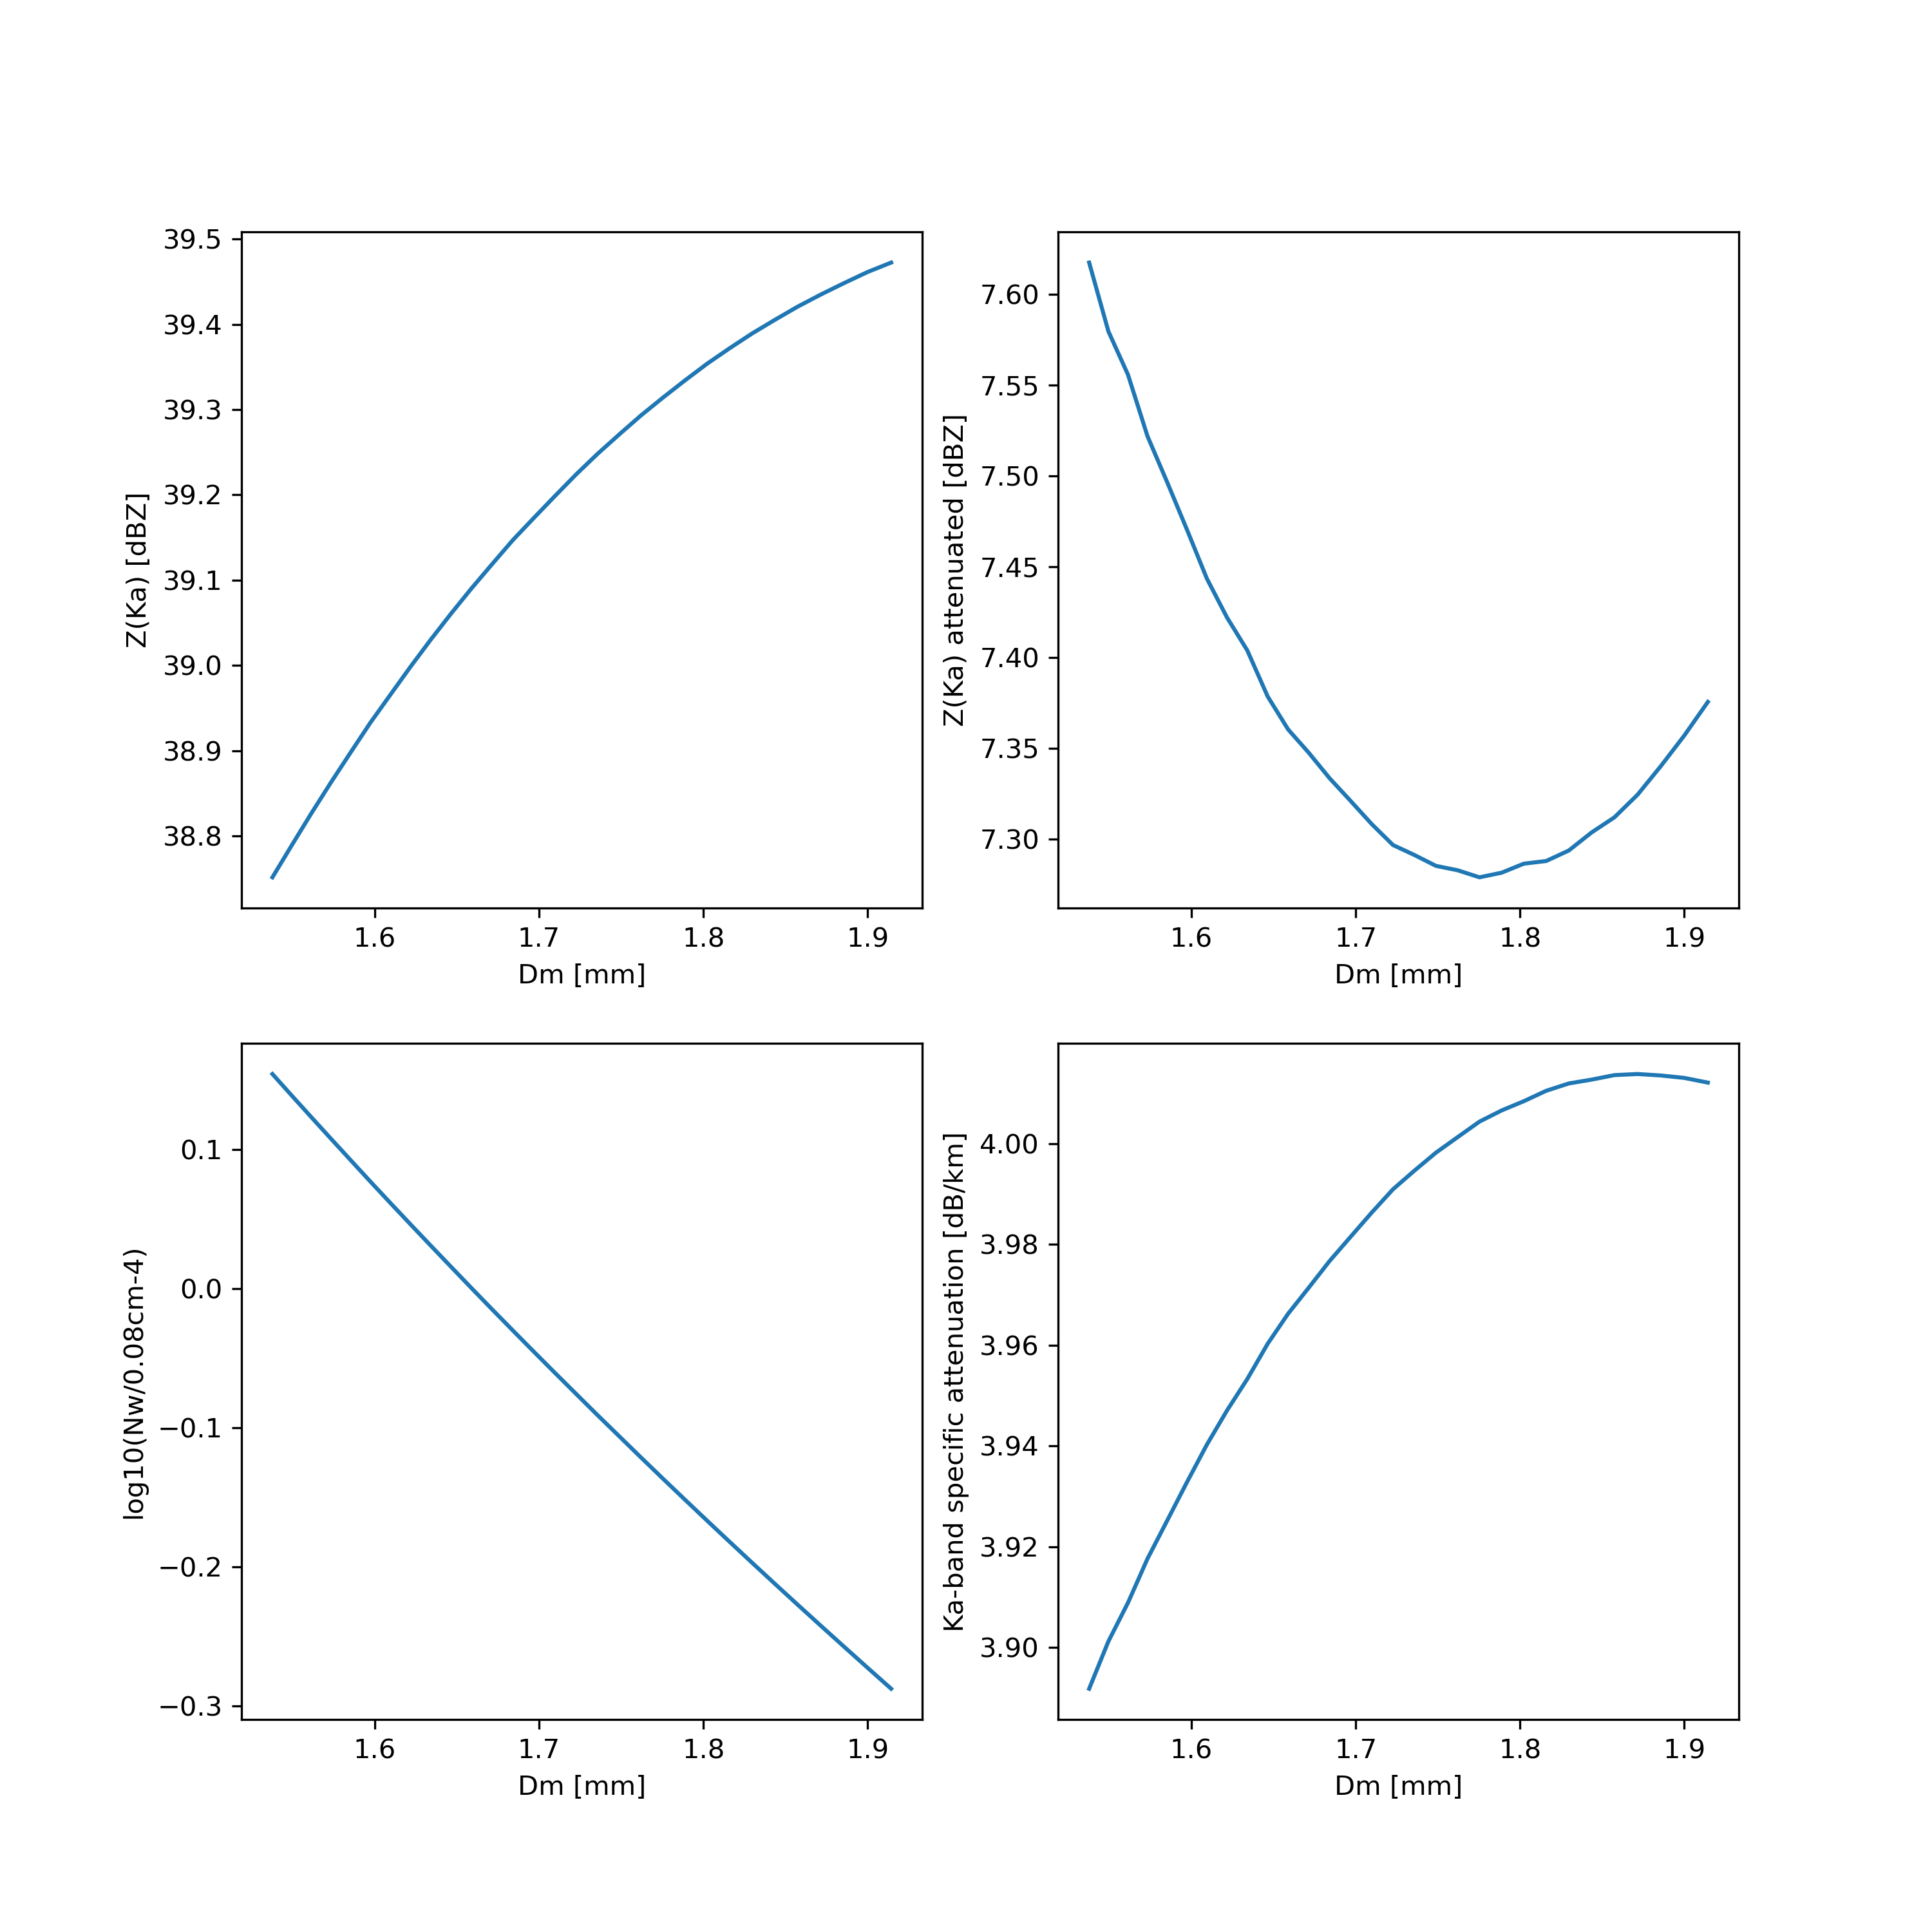 Z(Ka) [dBZ]
39.5
39.4
39.3
39.2
39.1
39.0
38.9
38.8
1.6 1.7 1.8 1.9
Dm [mm]
Z(Ka) attenuated [dBZ]
7.60
7.55
7.50
7.45
7.40
7.35
7.30
1.6 1.7 1.8 1.9
Dm [mm]
log10(Nw/0.08cm-4)
0.1
0.0
−0.1
−0.2
−0.3
1.6 1.7 1.8 1.9
Dm [mm]
Ka-band specific attenuation [dB/km]
4.00
3.98
3.96
3.94
3.92
3.90
1.6 1.7 1.8 1.9
Dm [mm]